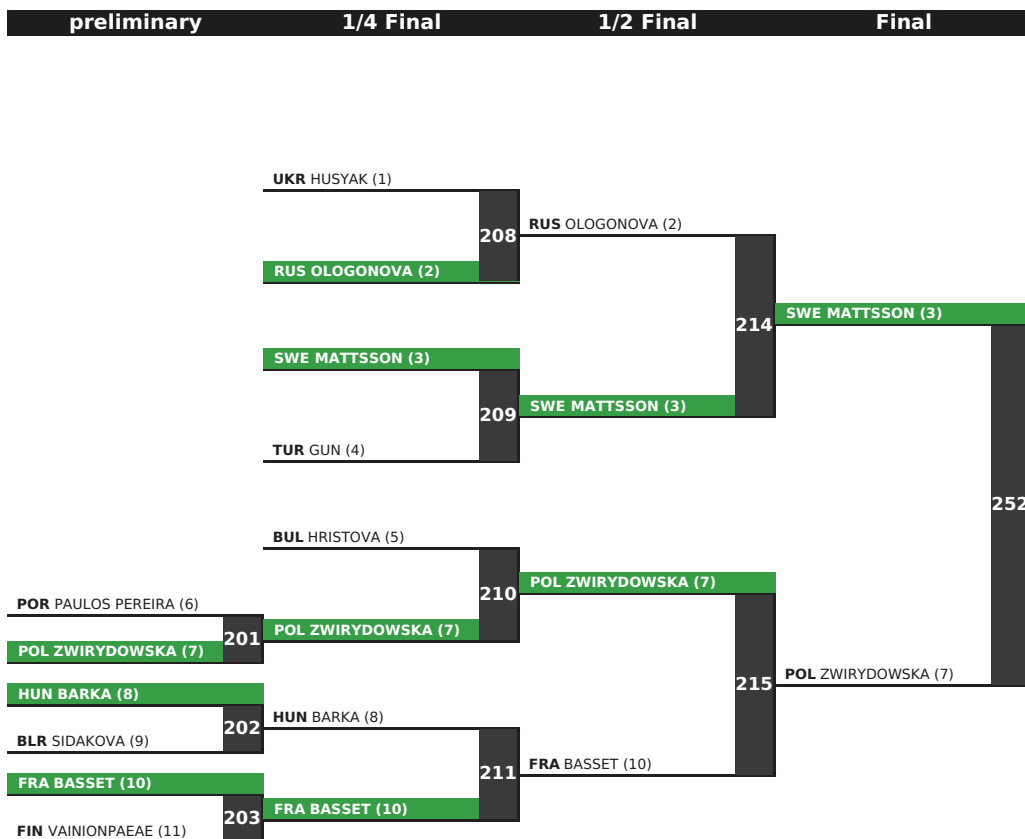 preliminary 1/4 Final 1/2 Final Final
UKR HUSYAK (1)
208
RUS OLOGONOVA (2)
RUS OLOGONOVA (2)
214
SWE MATTSSON (3)
SWE MATTSSON (3)
209
SWE MATTSSON (3)
TUR GUN (4)
252
BUL HRISTOVA (5)
210
POL ZWIRYDOWSKA (7)
POR PAULOS PEREIRA (6)
201
POL ZWIRYDOWSKA (7)
POL ZWIRYDOWSKA (7)
215
POL ZWIRYDOWSKA (7)
HUN BARKA (8)
202
HUN BARKA (8)
BLR SIDAKOVA (9)
211
FRA BASSET (10)
FRA BASSET (10)
203
FRA BASSET (10)
FIN VAINIONPAEAE (11)